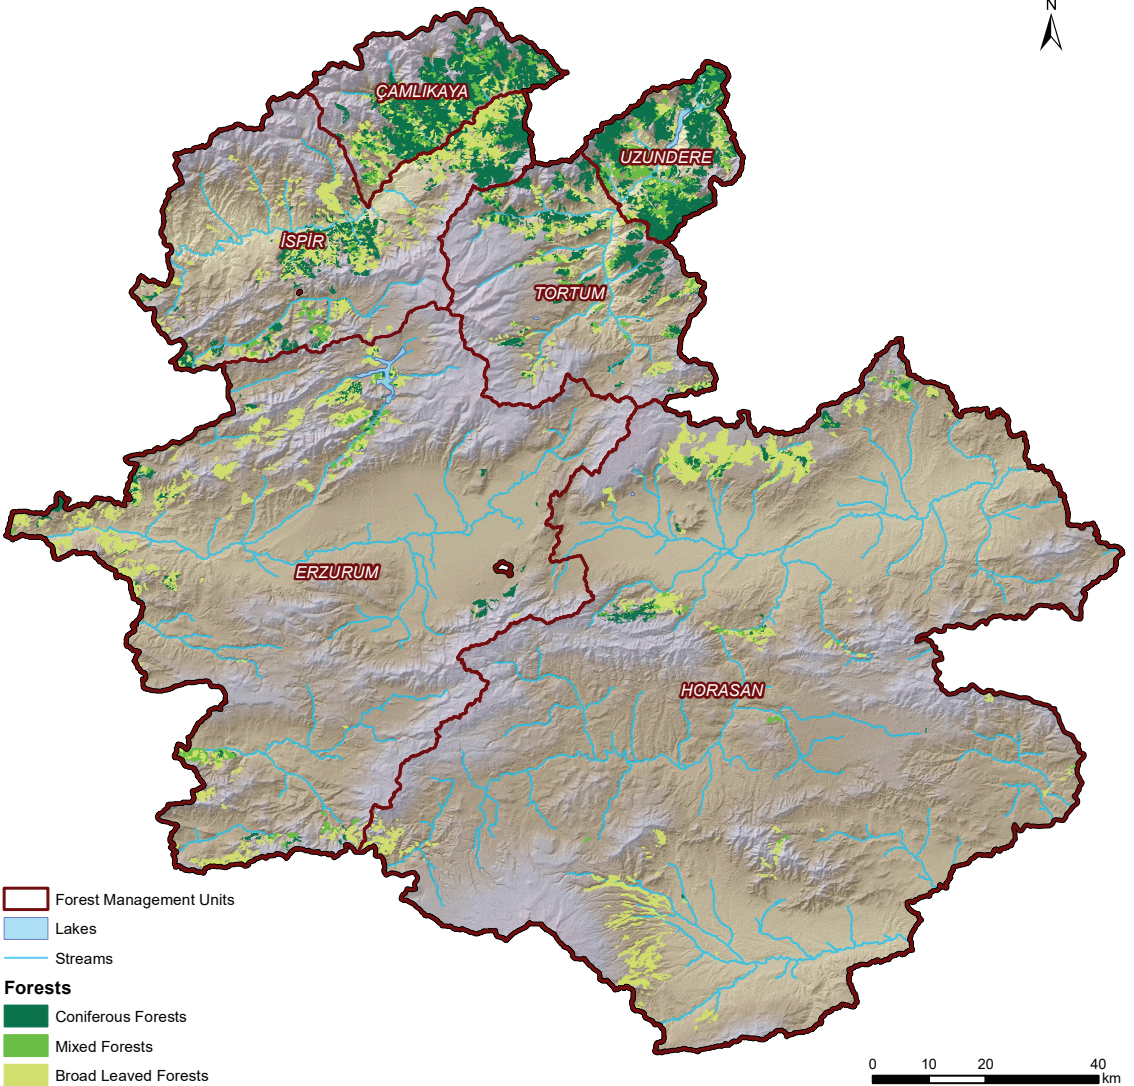 N
ÇAMLIKAYA
UZUNDERE
İSPİR
TORTUM
ERZURUM
HORASAN
Forest Management Units
Lakes
Streams
Forests
Coniferous Forests
Mixed Forests
Broad Leaved Forests
0 10 20 40
km